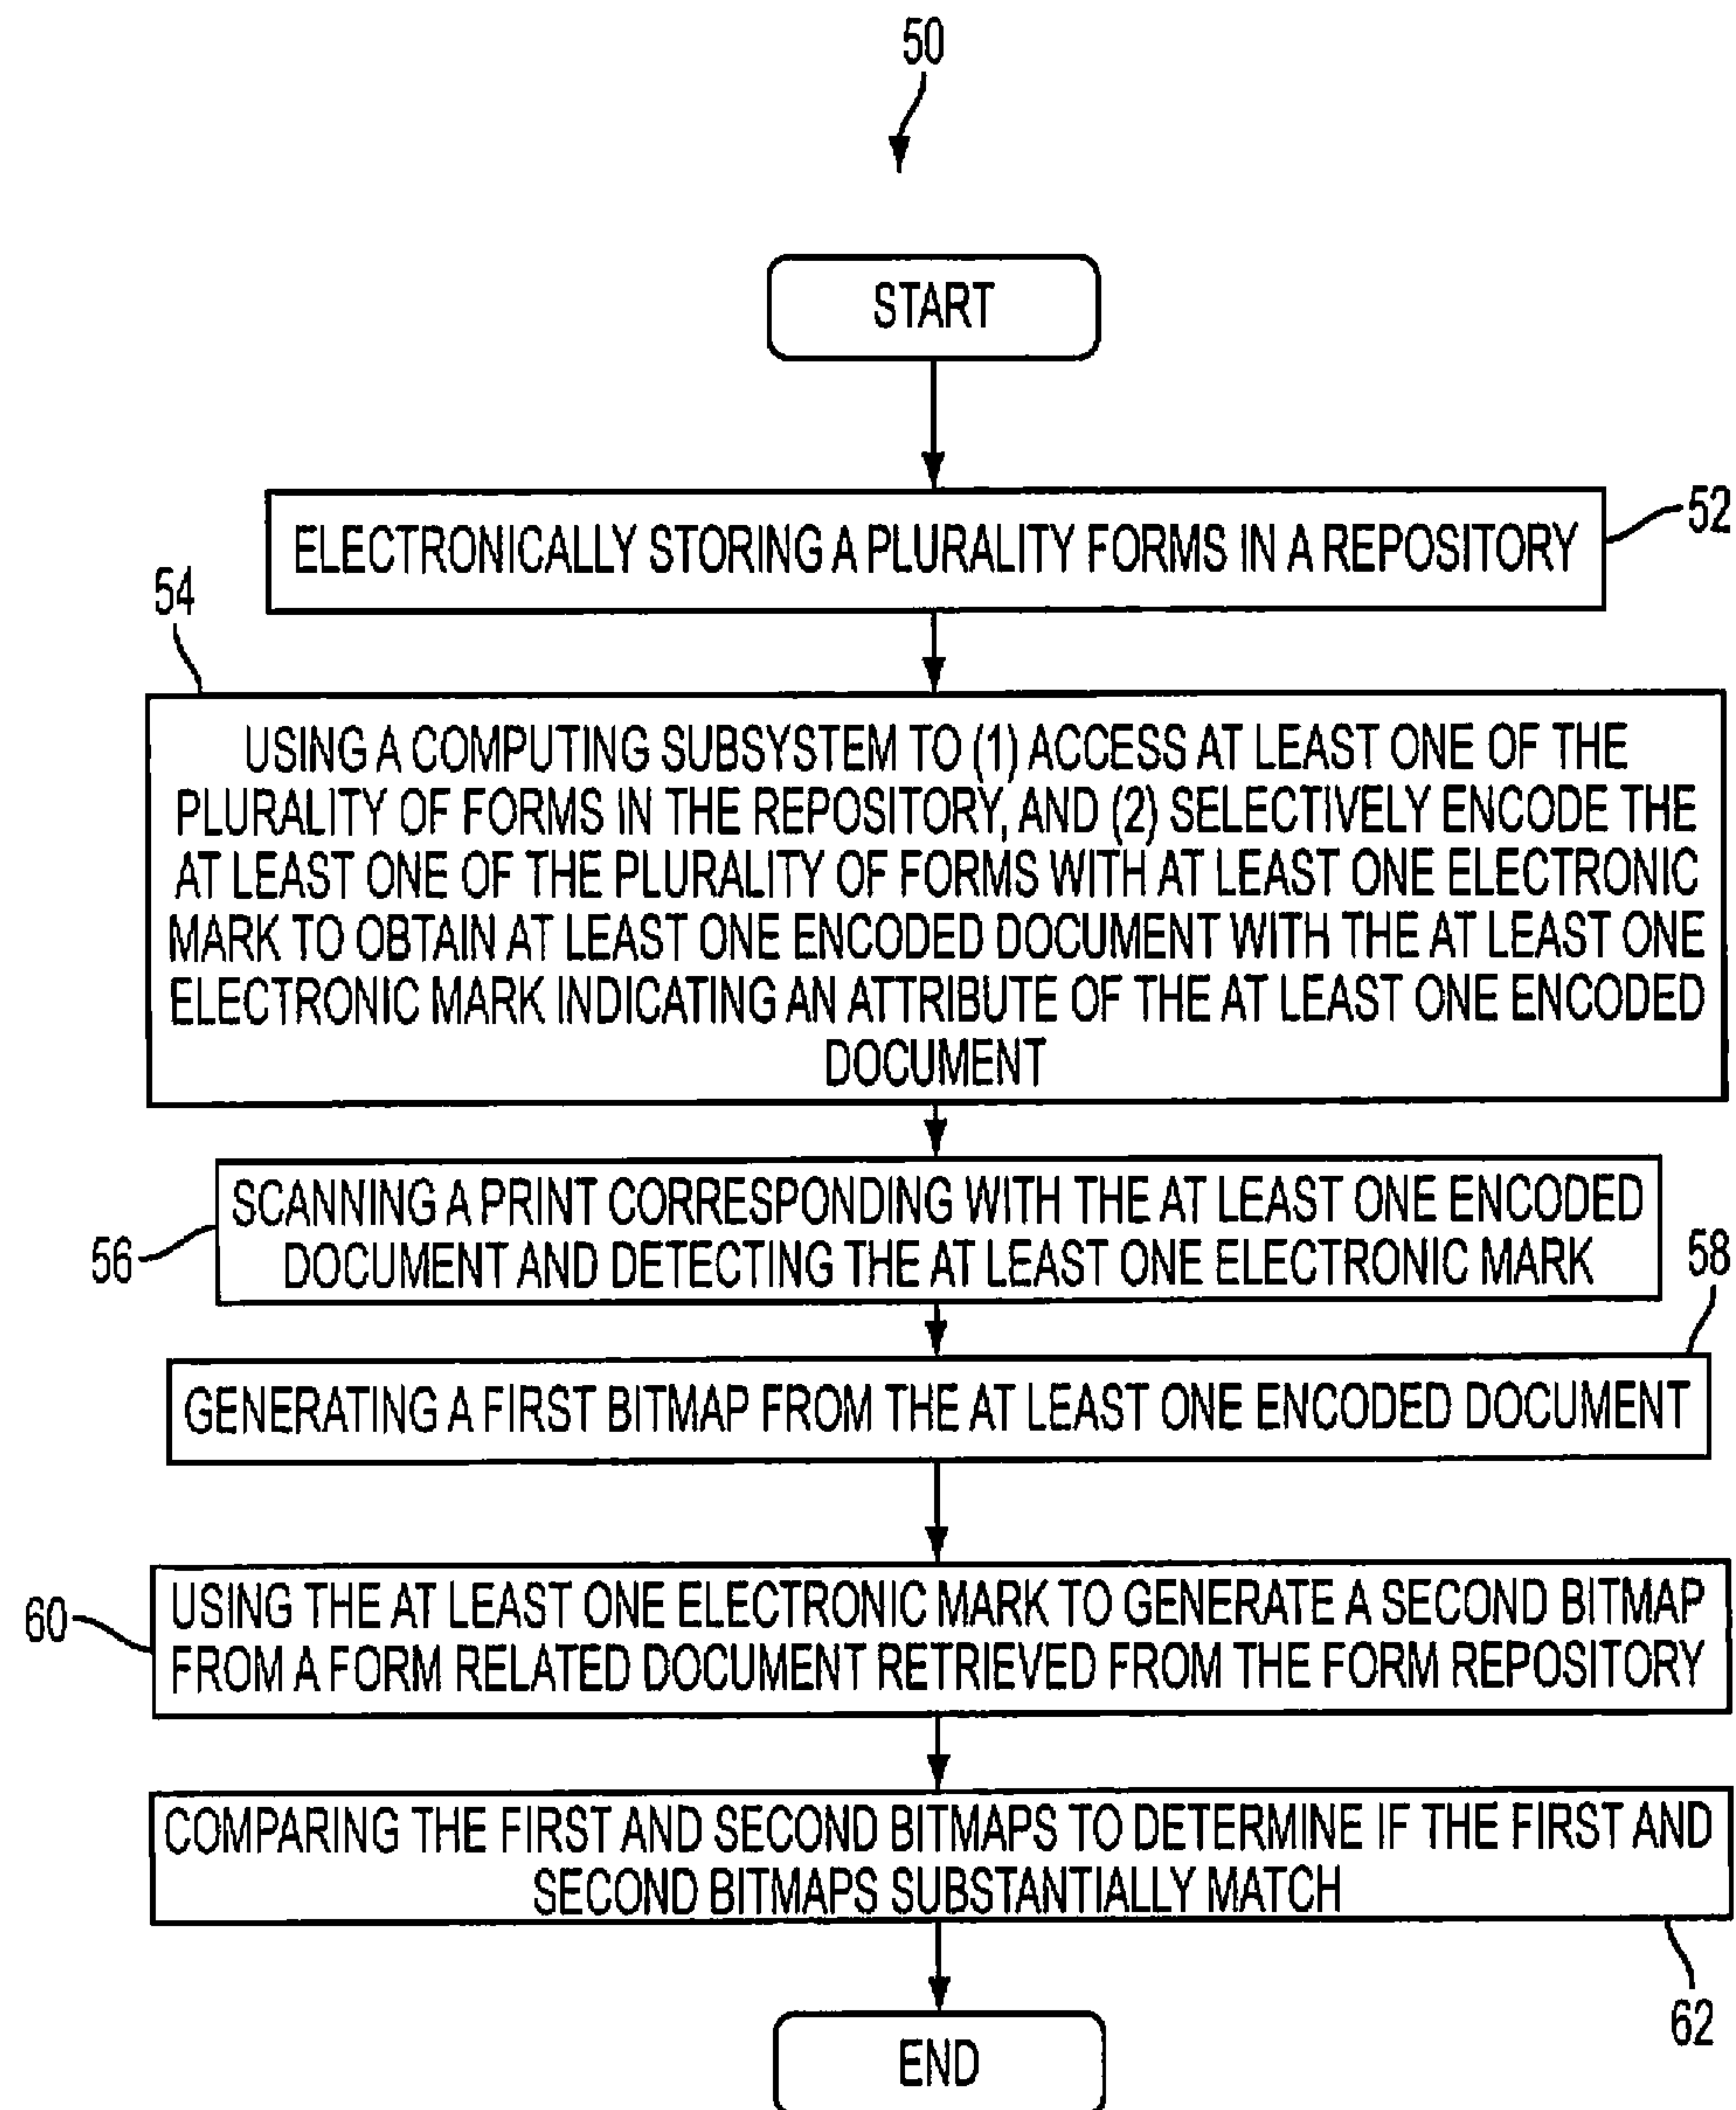 50
START
ELECTRONICALLY STORING A PLURALITY FORMS IN A REPOSITORY
52
54
USING A COMPUTING SUBSYSTEM TO (1) ACCESS AT LEAST ONE OF THE
PLURALITY OF FORMS IN THE REPOSITORY, AND (2) SELECTIVELY ENCODE THE
AT LEAST ONE OF THE PLURALITY OF FORMS WITH AT LEAST ONE ELECTRONIC
MARK TO OBTAIN AT LEAST ONE ENCODED DOCUMENT WITH THE AT LEAST ONE
ELECTRONIC MARK INDICATING AN ATTRIBUTE OF THE AT LEAST ONE ENCODED
DOCUMENT
SCANNING A PRINT CORRESPONDING WITH THE AT LEAST ONE ENCODED
DOCUMENT AND DETECTING THE AT LEAST ONE ELECTRONIC MARK
56
58
GENERATING A FIRST BITMAP FROM THE AT LEAST ONE ENCODED DOCUMENT
60
USING THE AT LEAST ONE ELECTRONIC MARK TO GENERATE A SECOND BITMAP
FROM A FORM RELATED DOCUMENT RETRIEVED FROM THE FORM REPOSITORY
COMPARING THE FIRST AND SECOND BITMAPS TO DETERMINE IF THE FIRST AND
SECOND BITMAPS SUBSTANTIALLY MATCH
62
END